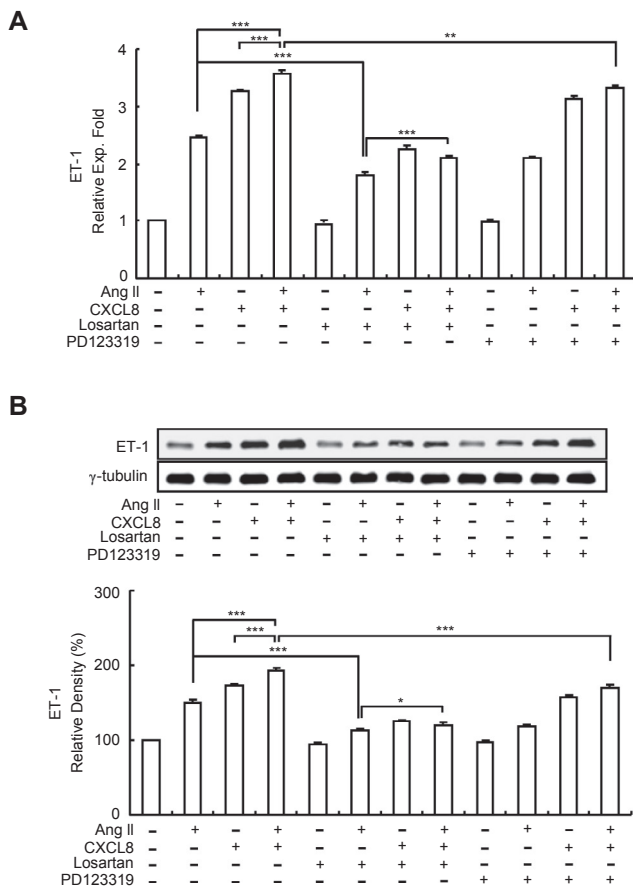 A
*** *** *** *** **
ET-1
Relative Exp. Fold
4
3
2
1
0
Ang II – + – + – + – + – + – +
CXCL8 – – + + – – + + – – + +
Losartan – – – – + + + + – – – –
PD123319 – – – – – – – – + + + +
B
ET-1
γ-tubulin
Ang II – + – + – + – + – + – +
CXCL8 – – + + – – + + – – + +
Losartan – – – – + + + + – – – –
PD123319 – – – – – – – – + + + +
*** *** *** * ***
ET-1
Relative Density (%)
300
200
100
0
Ang II – + – + – + – + – + – +
CXCL8 – – + + – – + + – – + +
Losartan – – – – + + + + – – – –
PD123319 – – – – – – – – + + + +